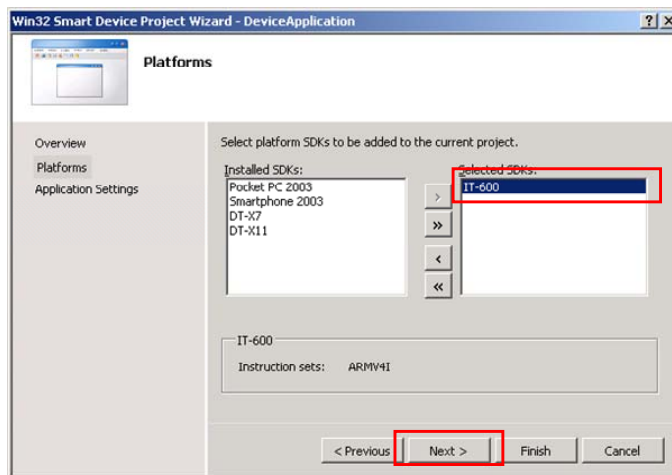 Win32 Smart Device Project Wizard - DeviceApplication
Platforms
Overview
Platforms
Application Settings
Select platform SDKs to be added to the current project.
Installed SDKs:
Pocket PC 2003
Smartphone 2003
DT-X7
DT-X11
>
>>
<
<<
Selected SDKs:
IT-600
IT-600
Instruction sets: ARMV4I
< Previous
Next >
Finish
Cancel